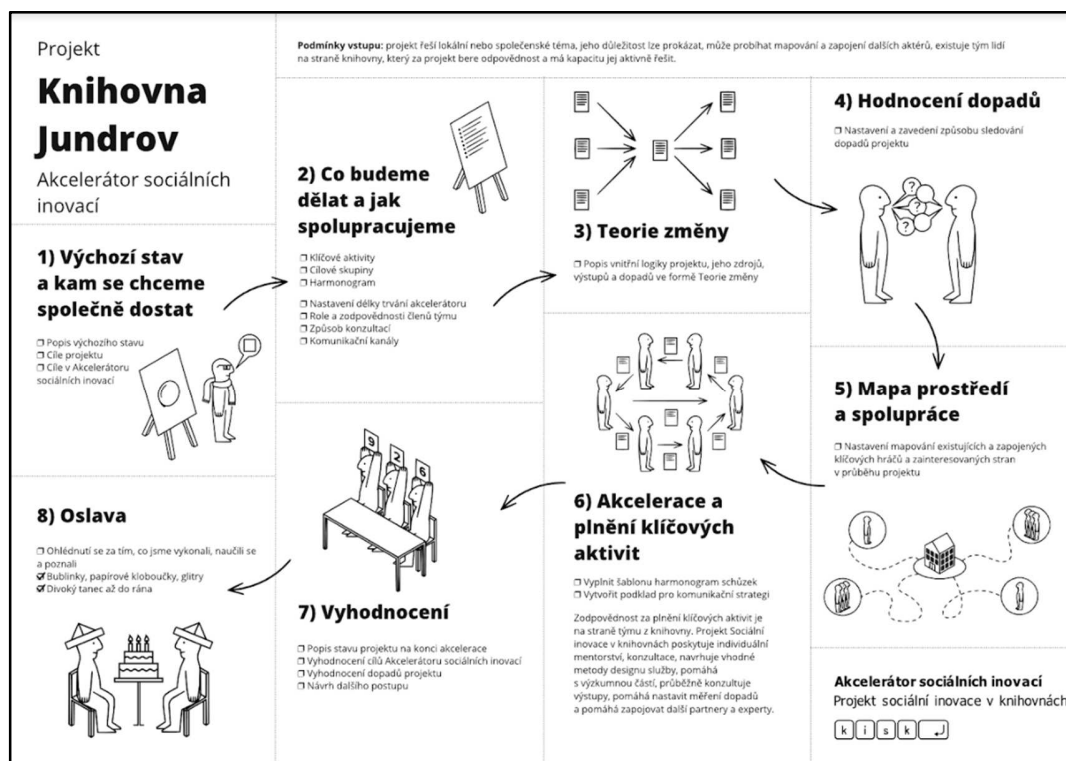 Projekt
Knihovna
Jundrov
Akcelerátor sociálních
inovací
Podmínky vstupu: projekt řeší lokální nebo společenské téma, jeho důležitost lze prokázat, může probíhat mapování a zapojení dalších aktérů, existuje tým lidí
na straně knihovny, který za projekt bere odpovědnost a má kapacitu jej aktivně řešit.
1) Výchozí stav
a kam se chceme
společně dostat
Popis výchozího stavu
Cíle projektu
Cíle v Akcelerátoru
sociálních inovací
2) Co budeme
dělat a jak
spolupracujeme
Klíčové aktivity
Cílové skupiny
Harmonogram
Nastavení délky trvání akcelerátoru
Role a zodpovědnosti členů týmu
Způsob konzultací
Komunikační kanály
3) Teorie změny
Popis vnitřní logiky projektu, jeho zdrojů,
výstupů a dopadů ve formě Teorie změny
4) Hodnocení dopadů
Nastavení a zavedení způsobu sledování
dopadů projektu
?
?
?
5) Mapa prostředí
a spolupráce
Nastavení mapování existujících a zapojených
klíčových hráčů a zainteresovaných stran
v průběhu projektu
6) Akcelerace a
plnění klíčových
aktivit
Vyplnit šablonu harmonogram schůzek
Vytvořit podklad pro komunikační strategi
Zodpovědnost za plnění klíčových aktivit je
na straně týmu z knihovny. Projekt Sociální
inovace v knihovnách poskytuje individuální
mentorství, konzultace, navrhuje vhodné
metody designu služby, pomáhá
s výzkumnou částí, průběžně konzultuje
výstupy, pomáhá nastavit měření dopadů
a pomáhá zapojovat další partnery a experty.
9 2 6
7) Vyhodnocení
Popis stavu projektu na konci akcelerace
Vyhodnocení cílů Akcelerátoru sociálních inovací
Vyhodnocení dopadů projektu
Návrh dalšího postupu
8) Oslava
Ohlédnutí se za tím, co jsme vykonali, naučili se
a poznali
Bublinky, papírové kloboučky, glitry
Divoký tanec až do rána
Akcelerátor sociálních inovací
Projekt sociální inovace v knihovnách
k i s k